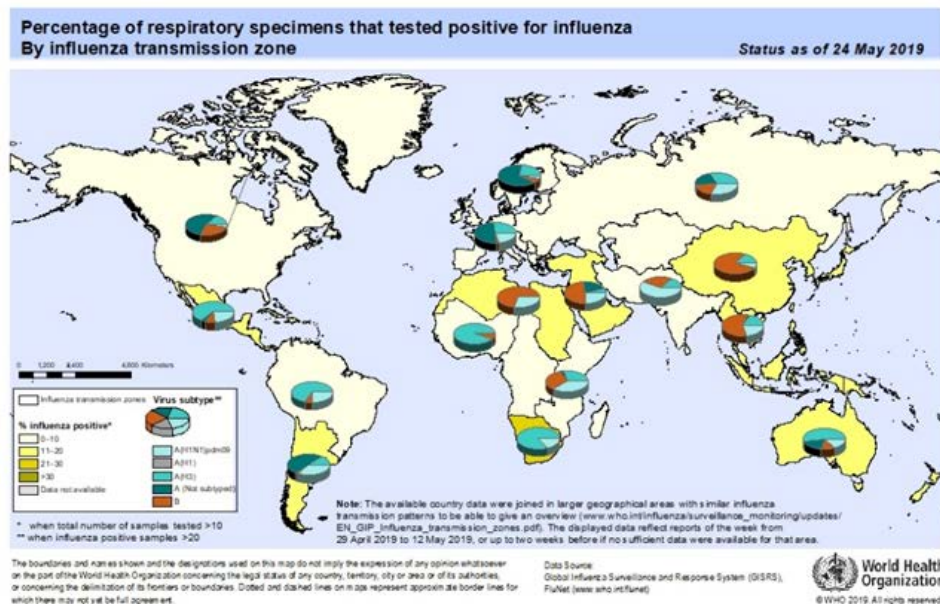 Percentage of respiratory specimens that tested positive for influenza
By influenza transmission zone
Status as of 24 May 2019
0 1,200 2,400 4,800 Kilometers
Influenza transmission zones
% influenza positive*
0-10
11-20
21-30
>30
Data not available
Virus subtype**
A(H1N1)pdm09
A(H1)
A(H3)
A (Not subtyped)
B
* when total number of samples tested >10
** when influenza positive samples >20
Note: The available country data were joined in larger geographical areas with similar influenza
transmission patterns to be able to give an overview (www.who.int/influenza/surveillance_monitoring/updates/
EN_GIP_Influenza_transmission_zones.pdf). The displayed data reflect reports of the week from
29 April 2019 to 12 May 2019, or up to two weeks before if no sufficient data were available for that area.
The boundaries and names shown and the designations used on this map do not imply the expression of any opinion whatsoever
on the part of the World Health Organization concerning the legal status of any country, territory, city or area or of its authorities,
or concerning the delimitation of its frontiers or boundaries. Dotted and dashed lines on maps represent approximate border lines for
which there may not yet be full agreement.
Data Source:
Global Influenza Surveillance and Response System (GISRS),
FluNet (www.who.int/flunet)
World Health
Organization
© WHO 2019. All rights reserved.